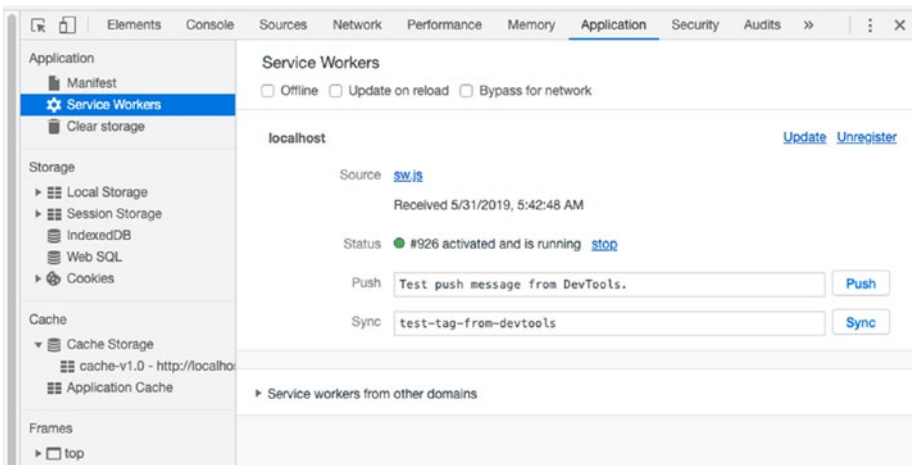 Elements Console Sources Network Performance Memory Application Security Audits »
Application
Manifest
Service Workers
Clear storage
Storage
Local Storage
Session Storage
IndexedDB
Web SQL
Cookies
Cache
Cache Storage
cache-v1.0 - http://localhos
Application Cache
Frames
top
Service Workers
Offline Update on reload Bypass for network
localhost Update Unregister
Source sw.js
Received 5/31/2019, 5:42:48 AM
Status #926 activated and is running stop
Push Test push message from DevTools. Push
Sync test-tag-from-devtools Sync
Service workers from other domains